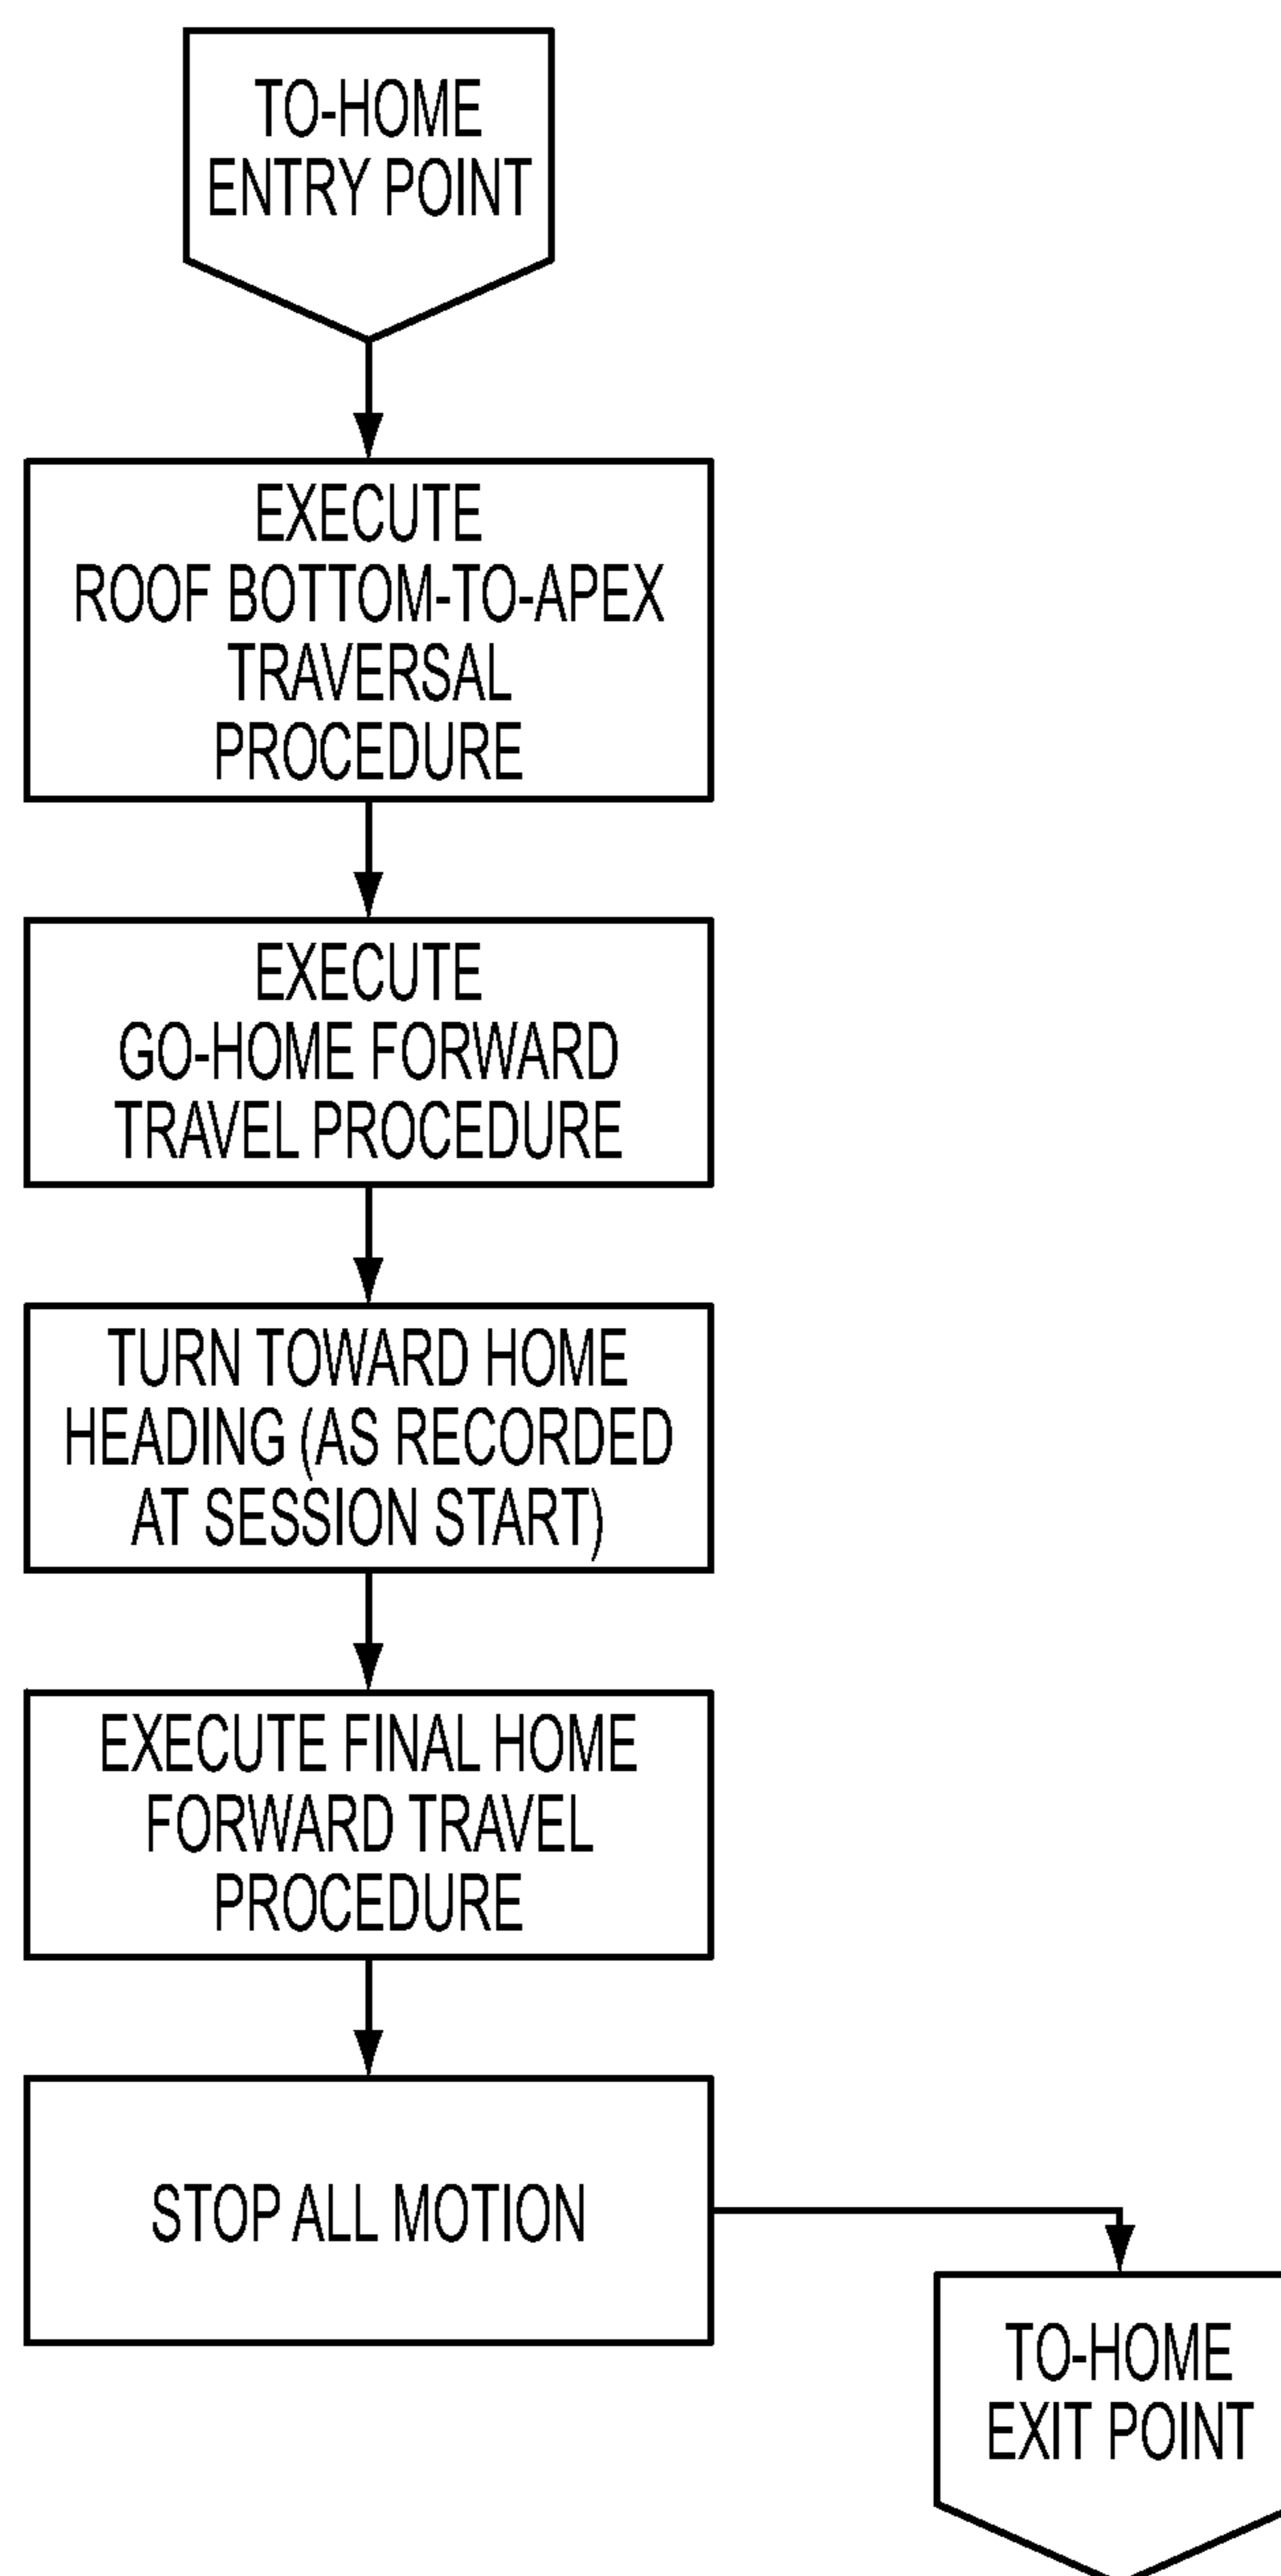 TO-HOME
ENTRY POINT
EXECUTE
ROOF BOTTOM-TO-APEX
TRAVERSAL
PROCEDURE
EXECUTE
GO-HOME FORWARD
TRAVEL PROCEDURE
TURN TOWARD HOME
HEADING (AS RECORDED
AT SESSION START)
EXECUTE FINAL HOME
FORWARD TRAVEL
PROCEDURE
STOP ALL MOTION
TO-HOME
EXIT POINT